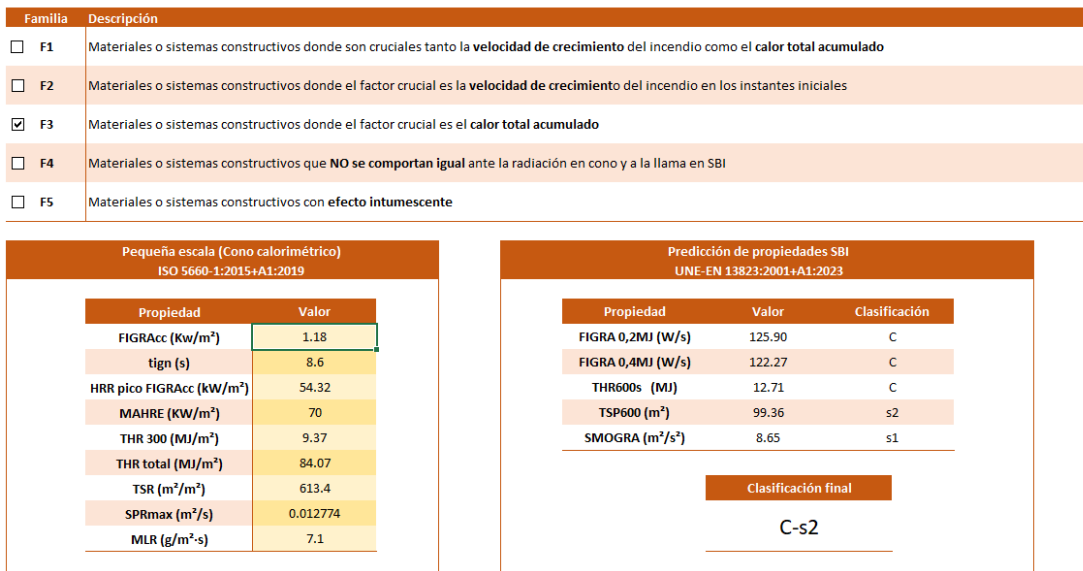 Familia Descripción
F1 Materiales o sistemas constructivos donde son cruciales tanto la velocidad de crecimiento del incendio como el calor total acumulado
F2 Materiales o sistemas constructivos donde el factor crucial es la velocidad de crecimiento del incendio en los instantes iniciales
F3 Materiales o sistemas constructivos donde el factor crucial es el calor total acumulado
F4 Materiales o sistemas constructivos que NO se comportan igual ante la radiación en cono y a la llama en SBI
F5 Materiales o sistemas constructivos con efecto intumescente
Pequeña escala (Cono calorimétrico)
ISO 5660-1:2015+A1:2019
Propiedad Valor
FIGRAcc (Kw/m²) 1.18
tign (s) 8.6
HRR pico FIGRAcc (kW/m²) 54.32
MAHRE (KW/m²) 70
THR 300 (MJ/m²) 9.37
THR total (MJ/m²) 84.07
TSR (m²/m²) 613.4
SPRmax (m²/s) 0.012774
MLR (g/m²·s) 7.1
Predicción de propiedades SBI
UNE-EN 13823:2001+A1:2023
Propiedad Valor Clasificación
FIGRA 0,2MJ (W/s) 125.90 C
FIGRA 0,4MJ (W/s) 122.27 C
THR600s (MJ) 12.71 C
TSP600 (m²) 99.36 s2
SMOGRA (m²/s²) 8.65 s1
Clasificación final
C-s2